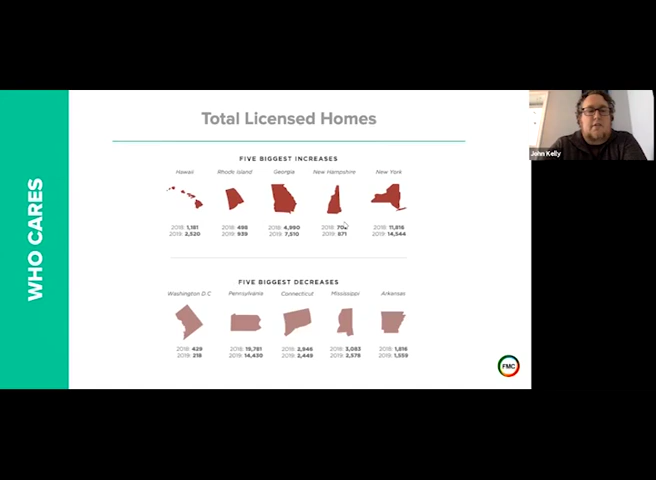 Total Licensed Homes
WHO CARES
John Kelly
FIVE BIGGEST INCREASES
Hawaii Rhode Island Georgia New Hampshire New York
2018: 1,181 2018: 498 2018: 4,990 2018: 2018: 11,816
2019: 2,520 2019: 939 2019: 7,510 2019: 871 2019: 14,544
FIVE BIGGEST DECREASES
Washington D C Pennsylvania Connecticut Mississippi Arkansas
2018: 429 2018: 2018: 2,946 2018: 3,083 2018: 1,816
2019: 218 2019: 14,430 2019: 2,449 2019: 2,578 2019: 1,559
FMC